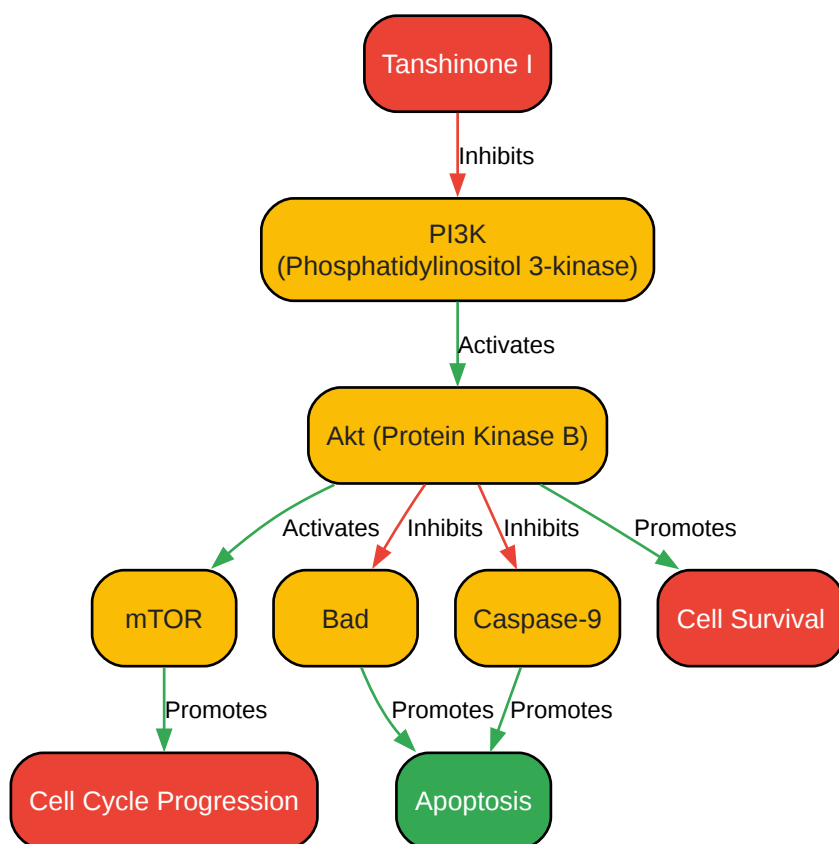 Tanshinone I
Inhibits
PI3K
(Phosphatidylinositol 3-kinase)
Activates
Akt (Protein Kinase B)
Activates
Inhibits
Inhibits
Promotes
mTOR
Bad
Caspase-9
Cell Survival
Promotes
Promotes
Promotes
Cell Cycle Progression
Apoptosis